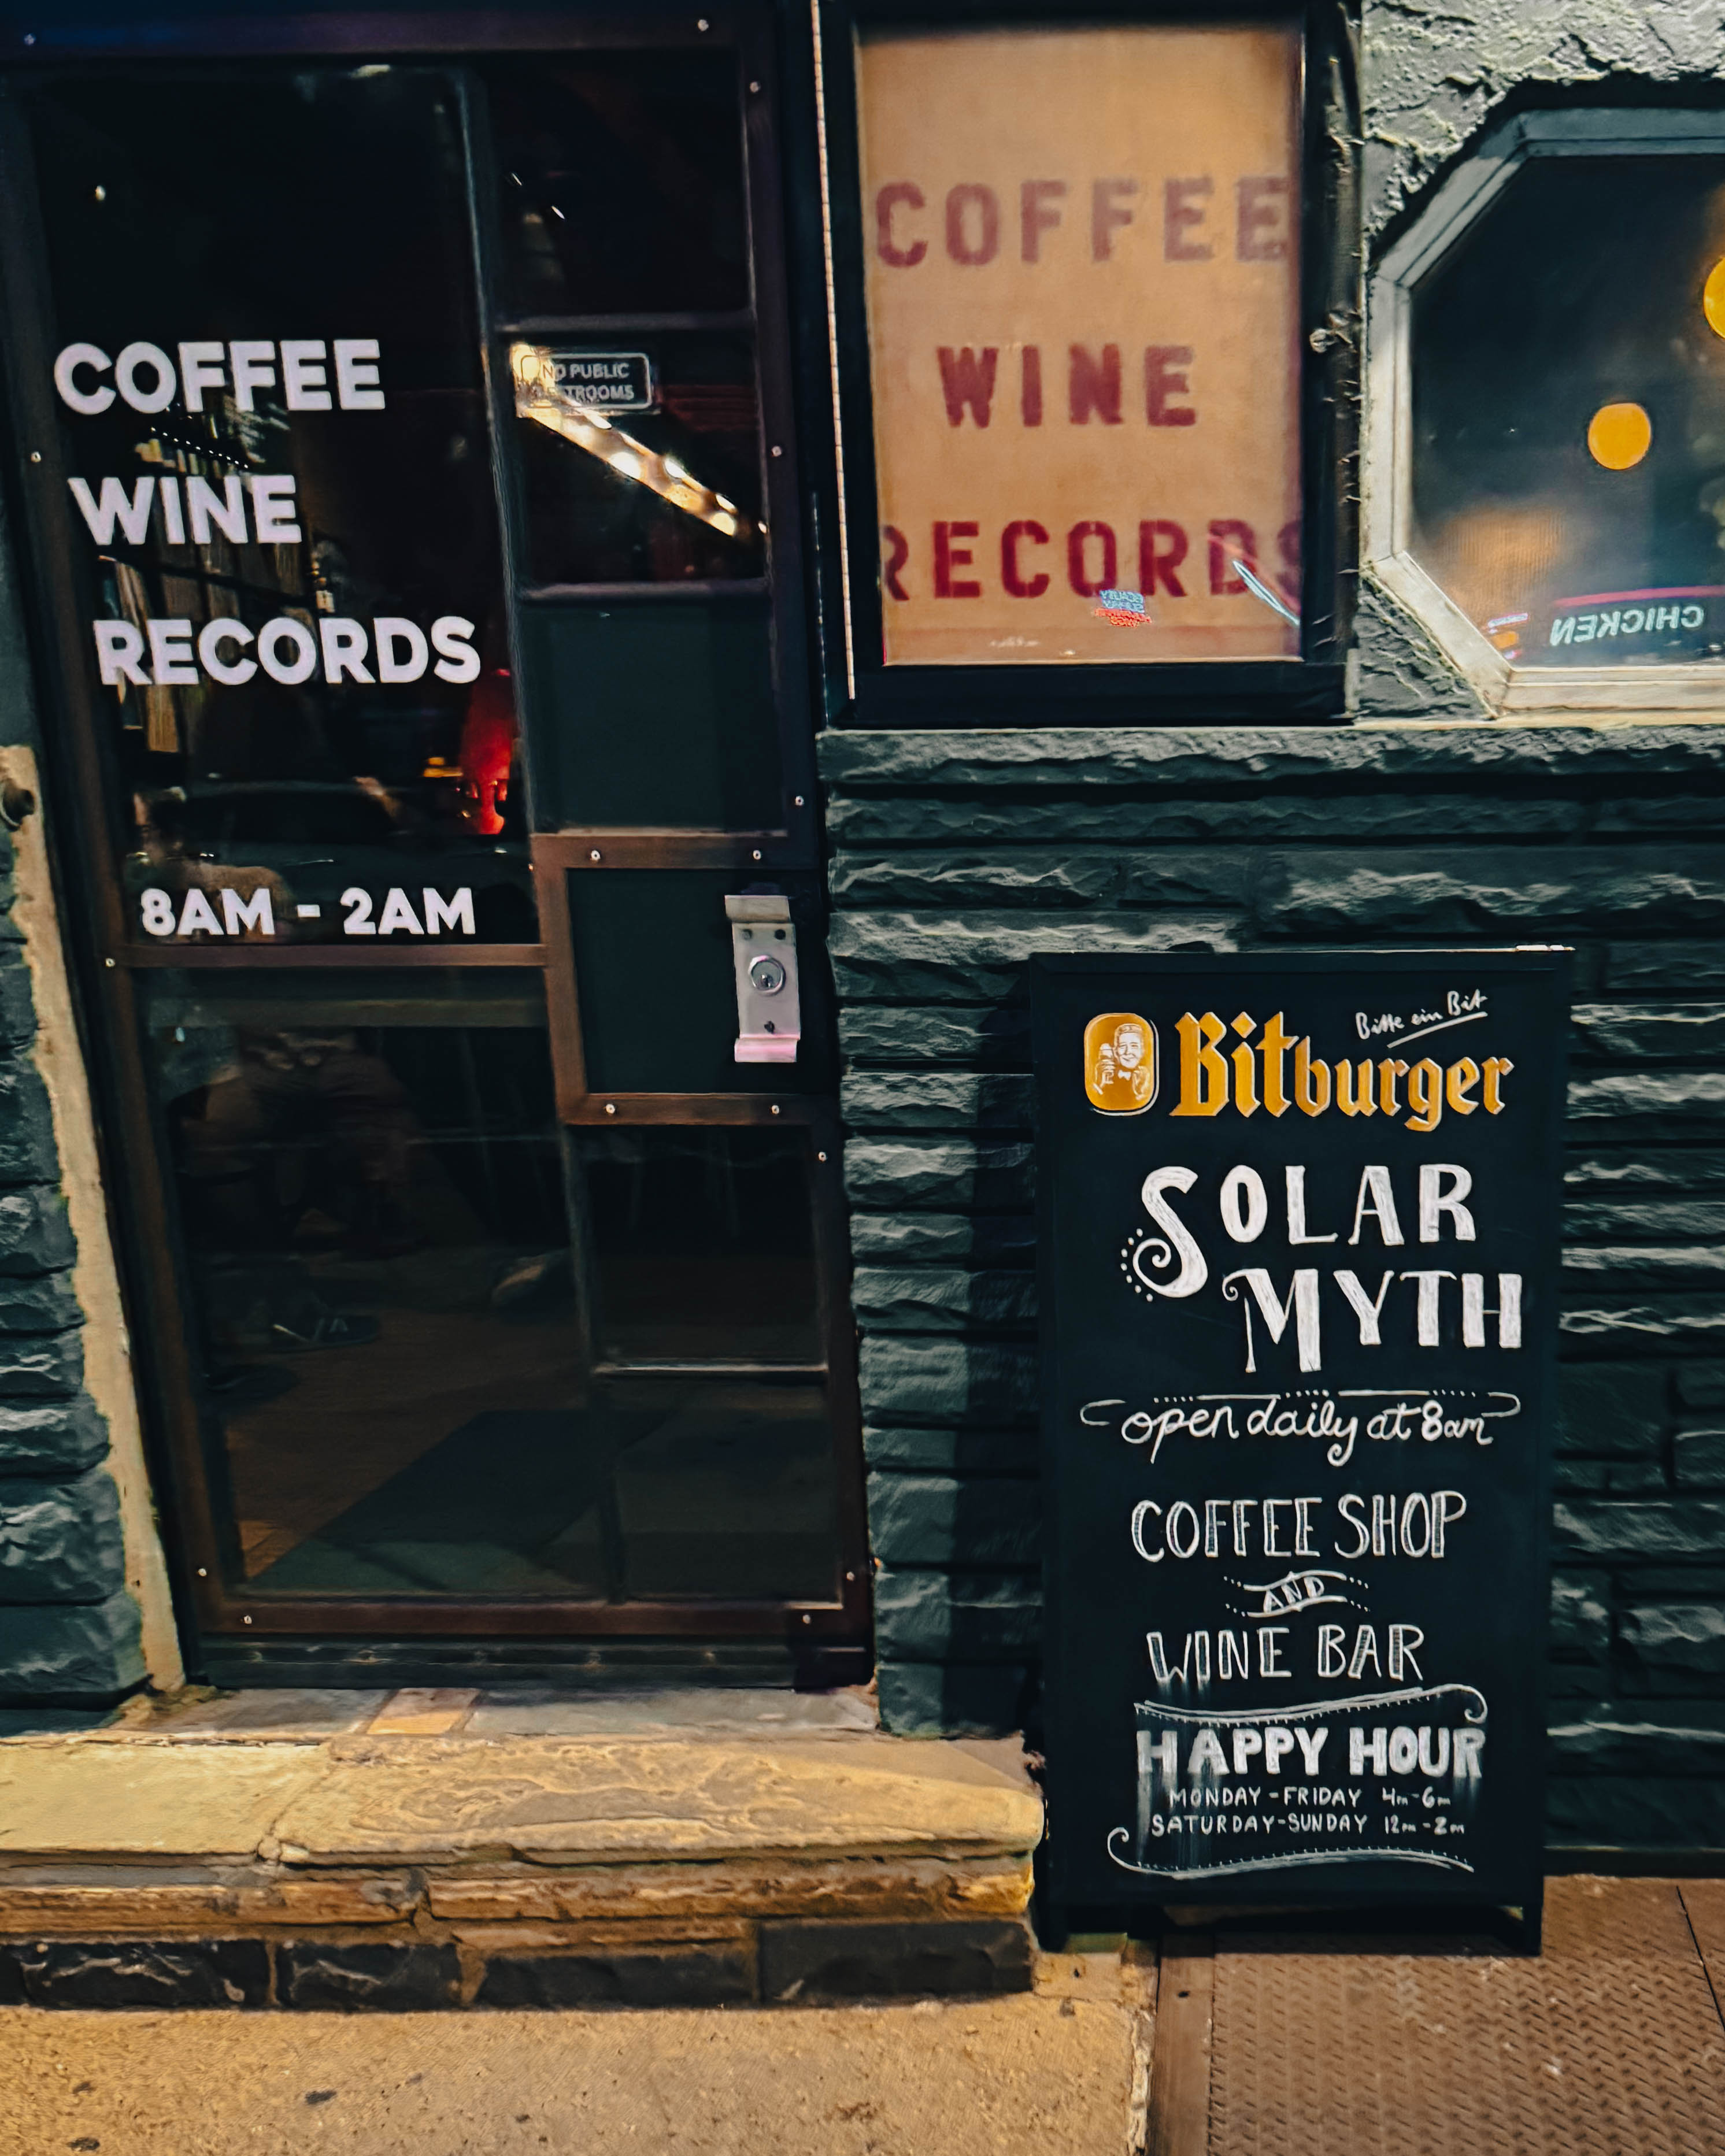 COFFEE
WINE
RECORDS
8AM - 2AM
NO PUBLIC
COFFEE
WINE
RECORDS
CHICKEN
Bitte ein Bit
Bitburger
SOLAR
MYTH
open daily at 8am
COFFEE SHOP
AND
WINE BAR
HAPPY HOUR
MONDAY - FRIDAY 4pm - 6pm
SATURDAY - SUNDAY 12pm - 2pm